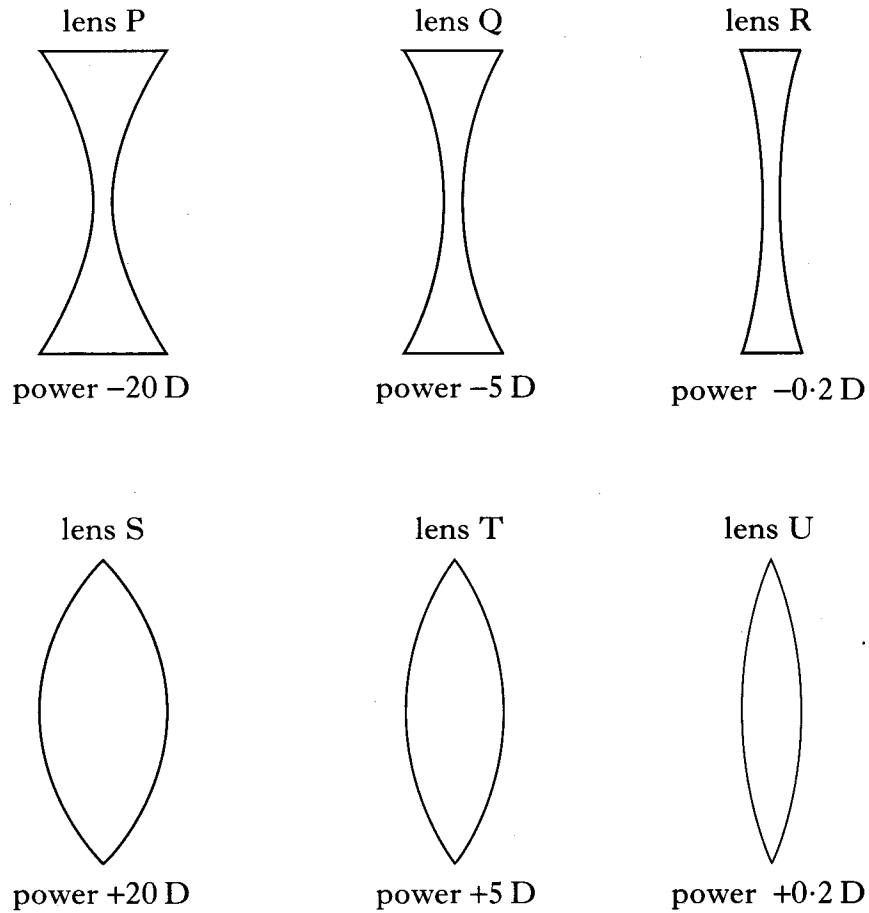 lens P lens Q lens R
power –20 D power –5 D power –0·2 D
lens S lens T lens U
power +20 D power +5 D power +0·2 D